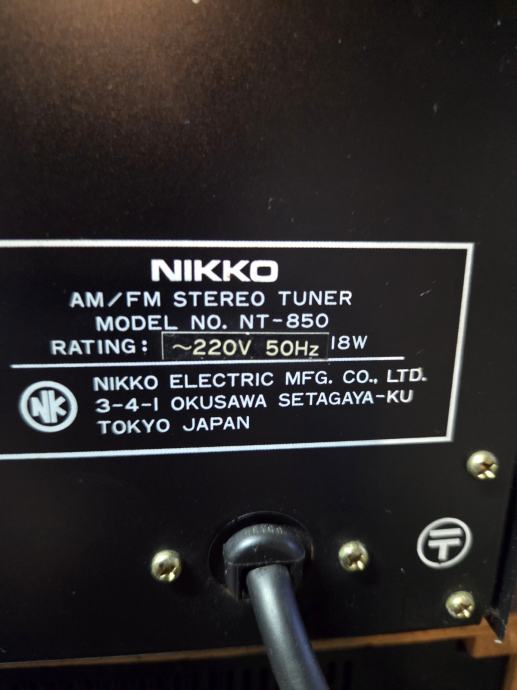 NIKKO
AM/FM STEREO TUNER
MODEL NO. NT-850
RATING: ~220V 50Hz 18W
NK NIKKO ELECTRIC MFG. CO., LTD.
3-4-1 OKUSAWA SETAGAYA-KU
TOKYO JAPAN